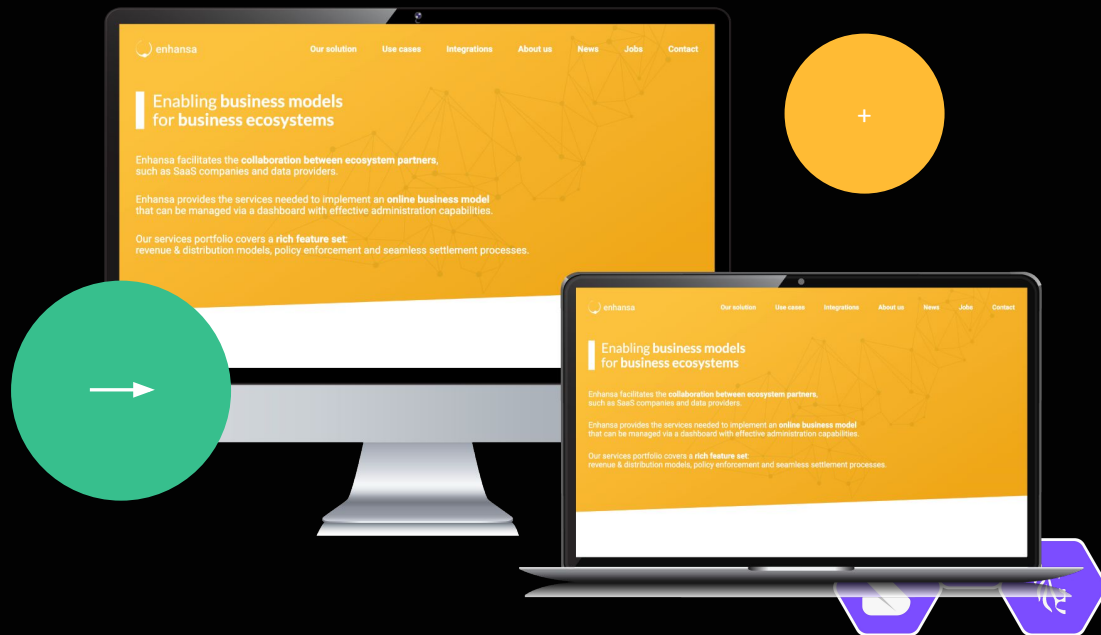 enhansa
Our solution Use cases Integrations About us News Jobs Contact
Enabling business models
for business ecosystems
Enhansa facilitates the collaboration between ecosystem partners,
such as SaaS companies and data providers.
Enhansa provides the services needed to implement an online business model
that can be managed via a dashboard with effective administration capabilities.
Our services portfolio covers a rich feature set:
revenue & distribution models, policy enforcement and seamless settlement processes.
+
enhansa
Our solution Use cases Integrations About us News Jobs Contact
Enabling business models
for business ecosystems
Enhansa facilitates the collaboration between ecosystem partners,
such as SaaS companies and data providers.
Enhansa provides the services needed to implement an online business model
that can be managed via a dashboard with effective administration capabilities.
Our services portfolio covers a rich feature set:
revenue & distribution models, policy enforcement and seamless settlement processes.